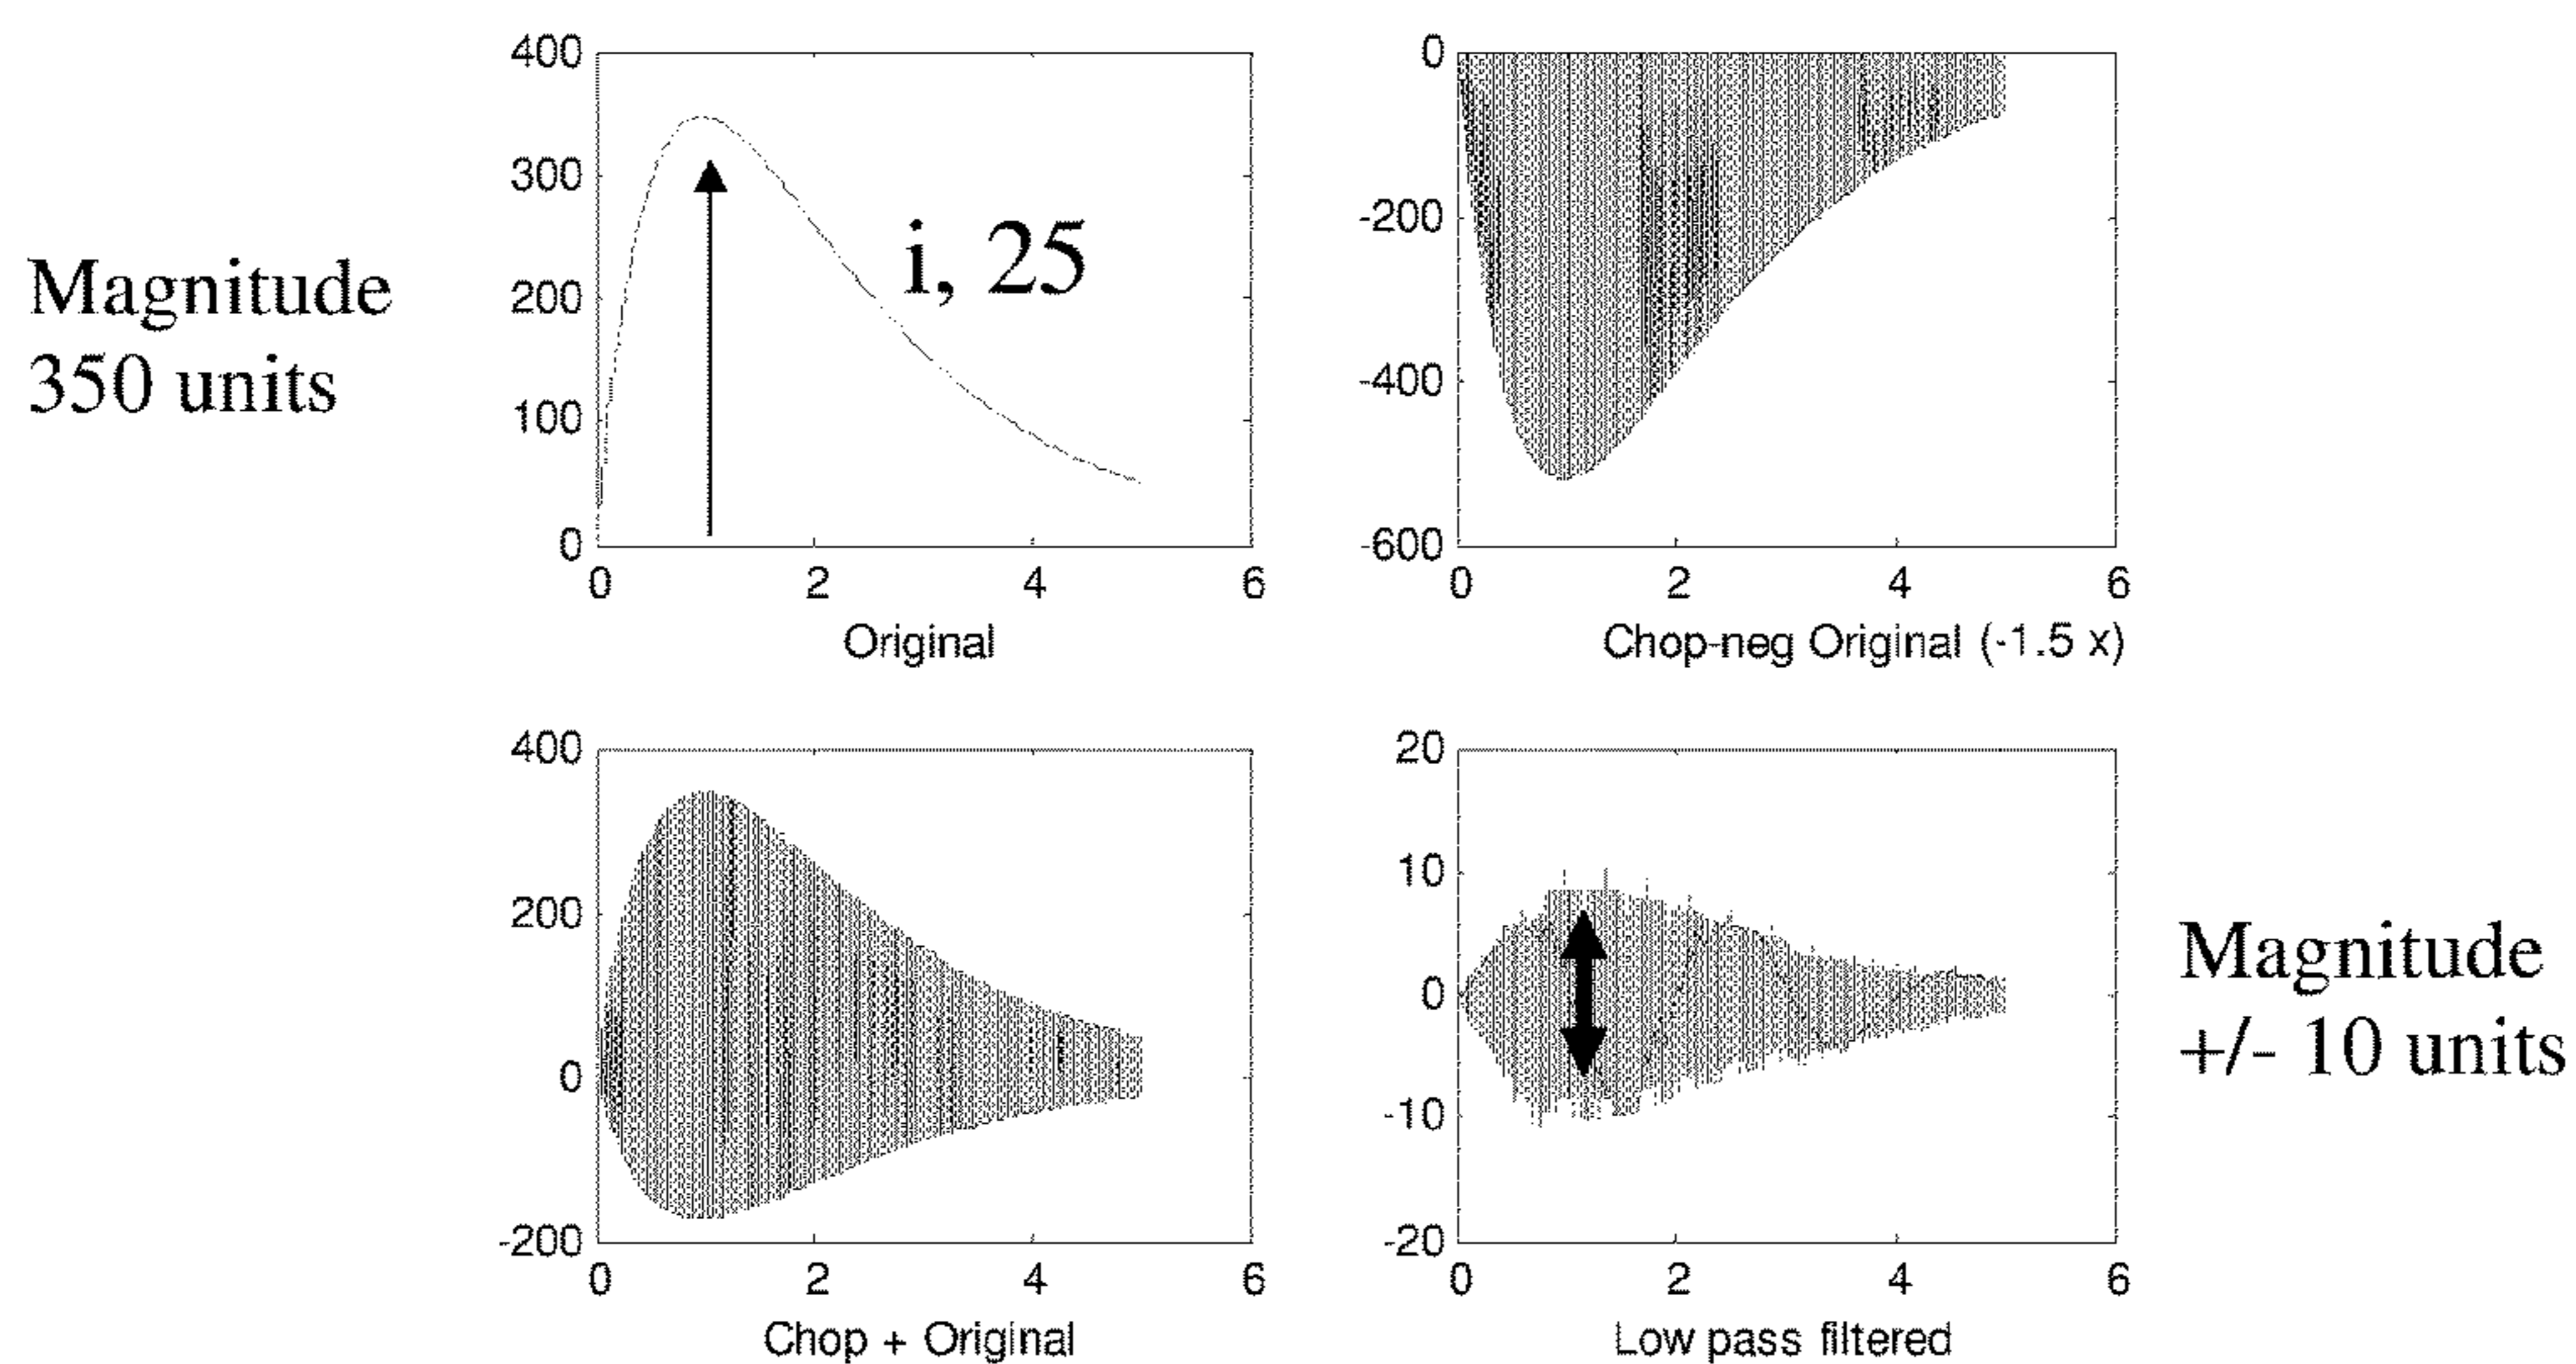 Magnitude
350 units
400
300
200
100
0
0 2 4 6
i, 25
Original
0
-200
-400
-600
0 2 4 6
Chop-neg Original (-1.5 x)
400
200
0
-200
0 2 4 6
Chop + Original
20
10
0
-10
-20
0 2 4 6
Low pass filtered
Magnitude
+/- 10 units